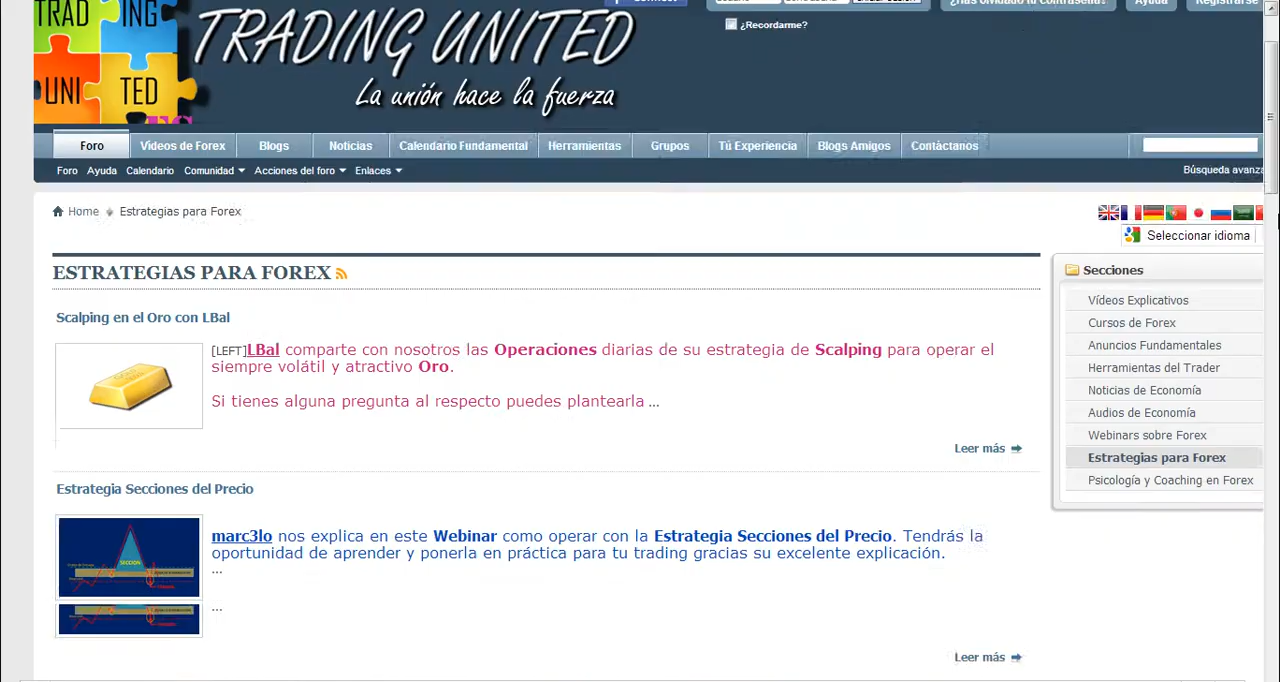 TRAD ING
UNI TED
TRADING UNITED
La unión hace la fuerza
¿Has olvidado tu contraseña?
Ayuda
Registrarse
¿Recordarme?
Foro Videos de Forex Blogs Noticias Calendario Fundamental Herramientas Grupos Tú Experiencia Blogs Amigos Contáctanos
Foro Ayuda Calendario Comunidad Acciones del foro Enlaces
Búsqueda avanza
Home Estrategias para Forex
Seleccionar idioma
ESTRATEGIAS PARA FOREX
Scalping en el Oro con LBal
[LEFT]LBal comparte con nosotros las Operaciones diarias de su estrategia de Scalping para operar el
siempre volátil y atractivo Oro.
Si tienes alguna pregunta al respecto puedes plantearla ...
Leer más
Estrategia Secciones del Precio
SECCION
marc3lo nos explica en este Webinar como operar con la Estrategia Secciones del Precio. Tendrás la
oportunidad de aprender y ponerla en práctica para tu trading gracias su excelente explicación.
...
...
Leer más
Secciones
Vídeos Explicativos
Cursos de Forex
Anuncios Fundamentales
Herramientas del Trader
Noticias de Economía
Audios de Economía
Webinars sobre Forex
Estrategias para Forex
Psicología y Coaching en Forex